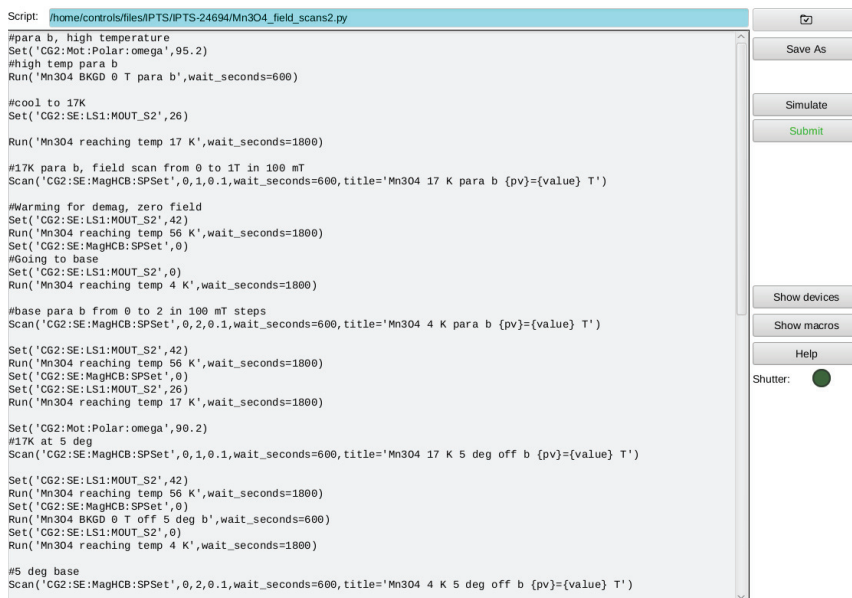 Script: /home/controls/files/IPTS/IPTS-24694/Mn3O4_field_scans2.py
Save As
Simulate
Submit
Show devices
Show macros
Help
Shutter:
#para b, high temperature
Set('CG2:Mot:Polar:omega',95.2)
#high temp para b
Run('Mn3O4 BKGD 0 T para b',wait_seconds=600)
#cool to 17K
Set('CG2:SE:LS1:MOUT_S2',26)
Run('Mn3O4 reaching temp 17 K',wait_seconds=1800)
#17K para b, field scan from 0 to 1T in 100 mT
Scan('CG2:SE:MagHCB:SPSet',0,1,0.1,wait_seconds=600,title='Mn3O4 17 K para b {pv}={value} T')
#Warming for demag, zero field
Set('CG2:SE:LS1:MOUT_S2',42)
Run('Mn3O4 reaching temp 56 K',wait_seconds=1800)
Set('CG2:SE:MagHCB:SPSet',0)
#Going to base
Set('CG2:SE:LS1:MOUT_S2',0)
Run('Mn3O4 reaching temp 4 K',wait_seconds=1800)
#base para b from 0 to 2 in 100 mT steps
Scan('CG2:SE:MagHCB:SPSet',0,2,0.1,wait_seconds=600,title='Mn3O4 4 K para b {pv}={value} T')
Set('CG2:SE:LS1:MOUT_S2',42)
Run('Mn3O4 reaching temp 56 K',wait_seconds=1800)
Set('CG2:SE:MagHCB:SPSet',0)
Set('CG2:SE:LS1:MOUT_S2',26)
Run('Mn3O4 reaching temp 17 K',wait_seconds=1800)
Set('CG2:Mot:Polar:omega',90.2)
#17K at 5 deg
Scan('CG2:SE:MagHCB:SPSet',0,1,0.1,wait_seconds=600,title='Mn3O4 17 K 5 deg off b {pv}={value} T')
Set('CG2:SE:LS1:MOUT_S2',42)
Run('Mn3O4 reaching temp 56 K',wait_seconds=1800)
Set('CG2:SE:MagHCB:SPSet',0)
Run('Mn3O4 BKGD 0 T off 5 deg b',wait_seconds=600)
Set('CG2:SE:LS1:MOUT_S2',0)
Run('Mn3O4 reaching temp 4 K',wait_seconds=1800)
#5 deg base
Scan('CG2:SE:MagHCB:SPSet',0,2,0.1,wait_seconds=600,title='Mn3O4 4 K 5 deg off b {pv}={value} T')